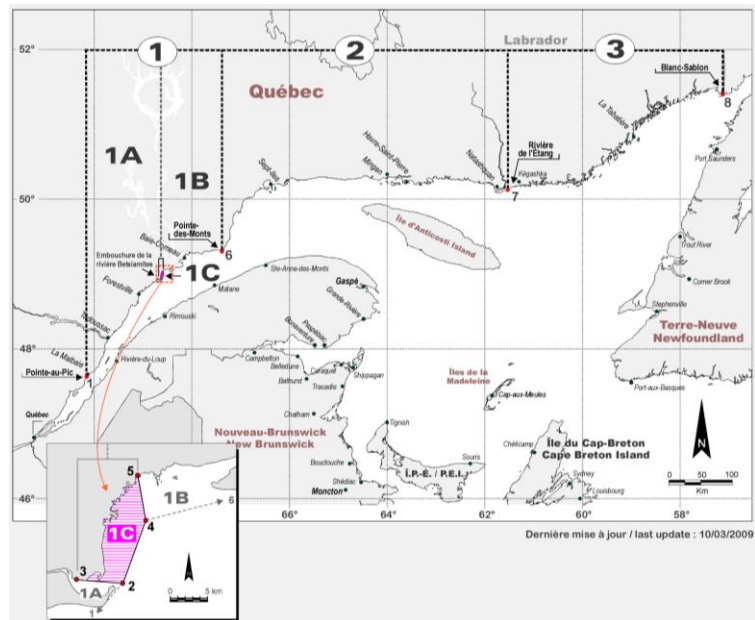 52°
1
2
3
Labrador
Blanc-Sablon
8
Québec
La Tabatière
1A
1B
Rivière
de l'Étang
Port Saunders
Havre-Saint-Pierre
Mingan
Sept-Iles
Natashquan
Kégashka
50°
7
Pointe-
des-Monts
6
Île d'Anticosti Island
Baie-Comeau
Trout River
Embouchure de la
rivière Betsiamites
1C
Ste-Anne-des-Monts
Corner Brook
Forestville
Matane
Gaspé
Grande-Rivière
Rimouski
Stephenville
Tadoussac
Paspébiac
Bonaventure
Terre-Neuve
Newfoundland
48°
La Malbaie
Rivière-du-Loup
Campbellton
Belledune
Caraquet
Shippagan
Îles de la
Madeleine
Pointe-au-Pic
1
Bathurst
Tracadie
Port-aux-Basques
Cap-aux-Meules
Québec
Chatham
Tignish
Nouveau-Brunswick
New Brunswick
Île du Cap-Breton
Cape Breton Island
N
Chéticamp
Bouctouche
Souris
Î.P.-É. / P.E.I.
Sydney
Shédiac
Louisbourg
Moncton
0 50 100
Km
46°
66°
64°
62°
60°
58°
Dernière mise à jour / last update : 10/03/2009
5
1B
6
1C
4
3
2
1A
1
0 5 km